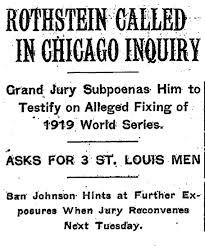 ROTHSTEIN CALLED
IN CHICAGO INQUIRY
Grand Jury Subpoenas Him to
Testify on Alleged Fixing of
1919 World Series.
ASKS FOR 3 ST. LOUIS MEN
Ban Johnson Hints at Further Ex-
posures When Jury Reconvenes
Next Tuesday.